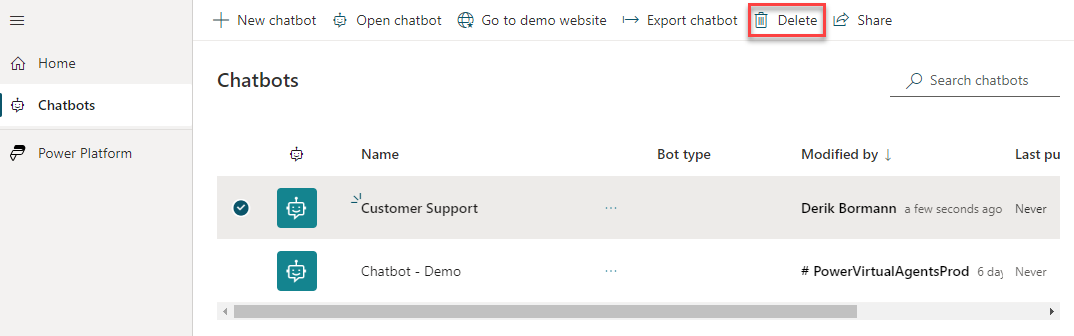 New chatbot Open chatbot Go to demo website Export chatbot Delete Share
Home
Chatbots
Power Platform
Chatbots
Search chatbots
Name Bot type Modified by ↓ Last pu
Customer Support ... Derik Bormann a few seconds ago Never
Chatbot - Demo ... # PowerVirtualAgentsProd 6 day Never